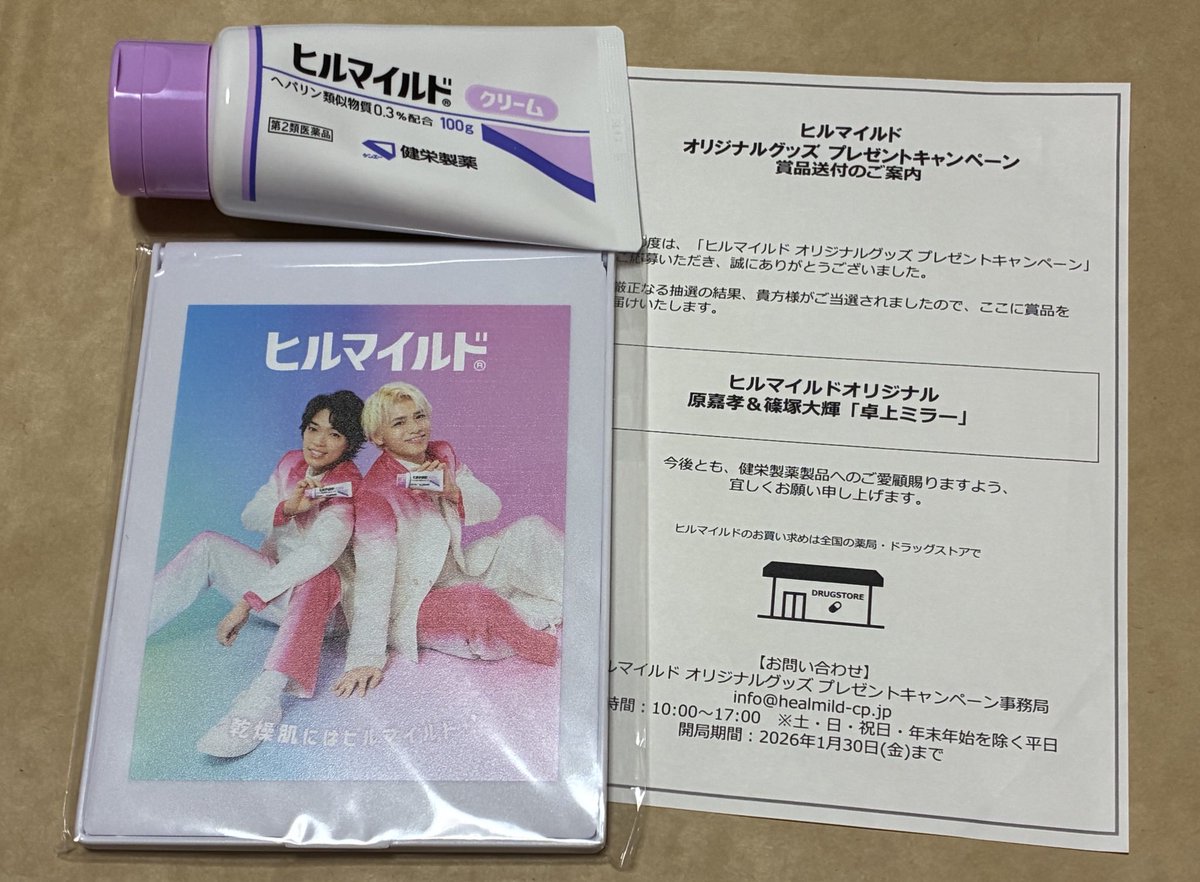 ヒルマイルド®
クリーム
ヘパリン類似物質0.3%配合 100g
第2類医薬品
ケンエー 健栄製薬
ヒルマイルド®
乾燥肌にはヒルマイルド
ヒルマイルド
オリジナルグッズ プレゼントキャンペーン
賞品送付のご案内
度は、「ヒルマイルド オリジナルグッズ プレゼントキャンペーン」
ご応募いただき、誠にありがとうございました。
厳正なる抽選の結果、貴方様がご当選されましたので、ここに賞品を
届けいたします。
ヒルマイルドオリジナル
原嘉孝＆篠塚大輝「卓上ミラー」
今後とも、健栄製薬製品へのご愛顧賜りますよう、
宜しくお願い申し上げます。
ヒルマイルドのお買い求めは全国の薬局・ドラッグストアで
DRUGSTORE
【お問い合わせ】
ルマイルド オリジナルグッズ プレゼントキャンペーン事務局
info@healmild-cp.jp
時間：10:00～17:00 ※土・日・祝日・年末年始を除く平日
開局期間：2026年1月30日(金)まで